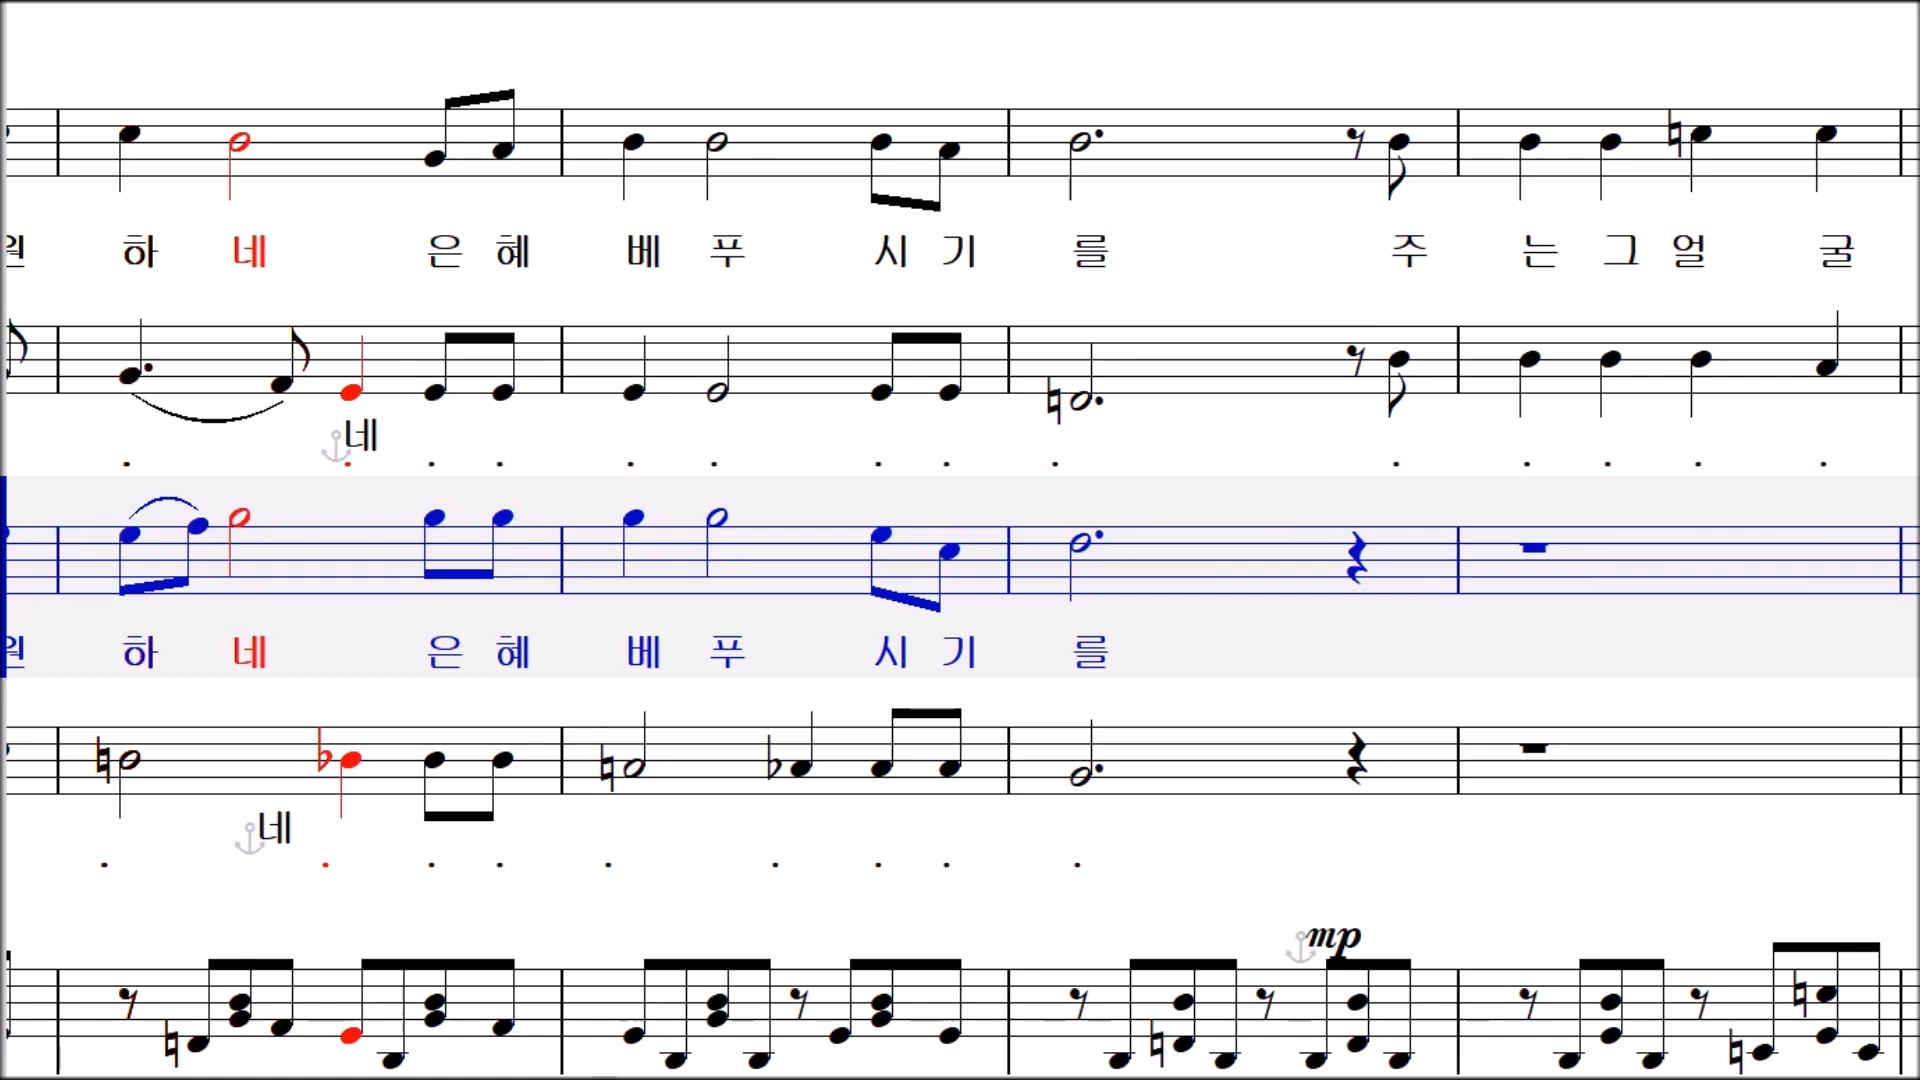 하 네 은 혜 베 푸 시 기 를 주 는 그 얼 굴
네
하 네 은 혜 베 푸 시 기 를
네
mp